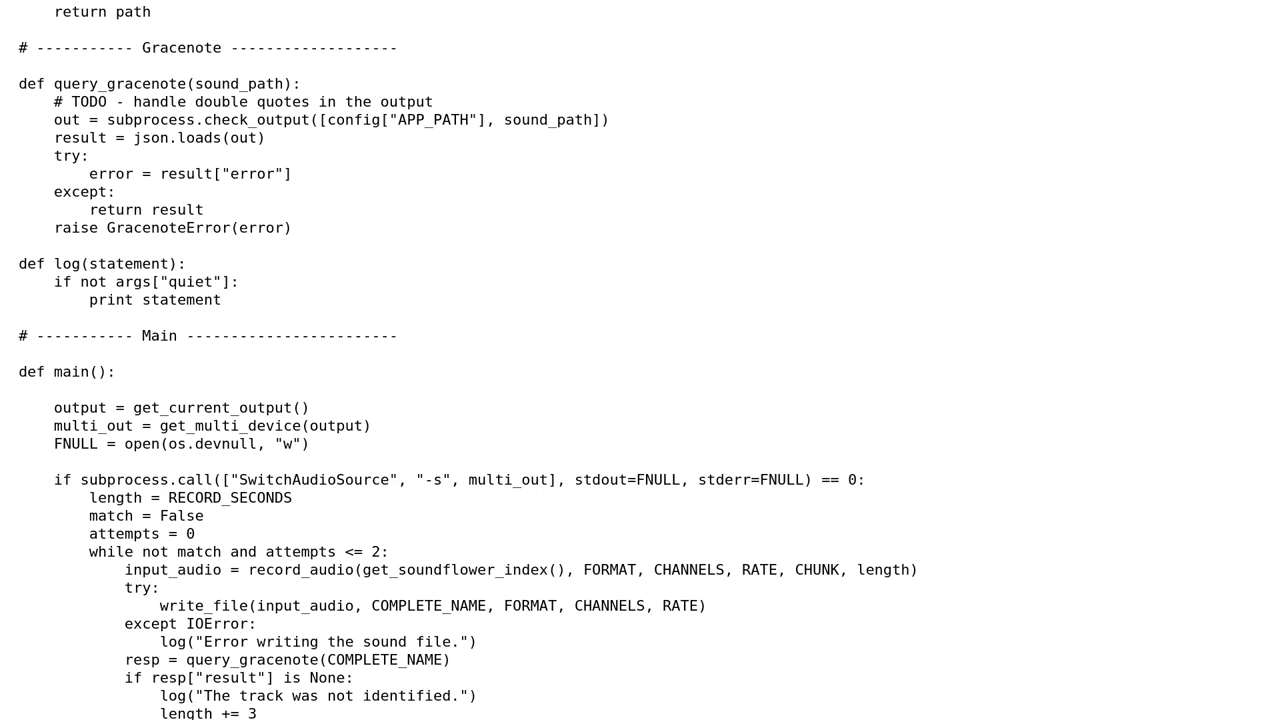 return path

# ----------- Gracenote -------------------

def query_gracenote(sound_path):
    # TODO - handle double quotes in the output
    out = subprocess.check_output([config["APP_PATH"], sound_path])
    result = json.loads(out)
    try:
        error = result["error"]
    except:
        return result
    raise GracenoteError(error)

def log(statement):
    if not args["quiet"]:
        print statement

# ----------- Main ------------------------

def main():

    output = get_current_output()
    multi_out = get_multi_device(output)
    FNULL = open(os.devnull, "w")

    if subprocess.call(["SwitchAudioSource", "-s", multi_out], stdout=FNULL, stderr=FNULL) == 0:
        length = RECORD_SECONDS
        match = False
        attempts = 0
        while not match and attempts <= 2:
            input_audio = record_audio(get_soundflower_index(), FORMAT, CHANNELS, RATE, CHUNK, length)
            try:
                write_file(input_audio, COMPLETE_NAME, FORMAT, CHANNELS, RATE)
            except IOError:
                log("Error writing the sound file.")
            resp = query_gracenote(COMPLETE_NAME)
            if resp["result"] is None:
                log("The track was not identified.")
                length += 3